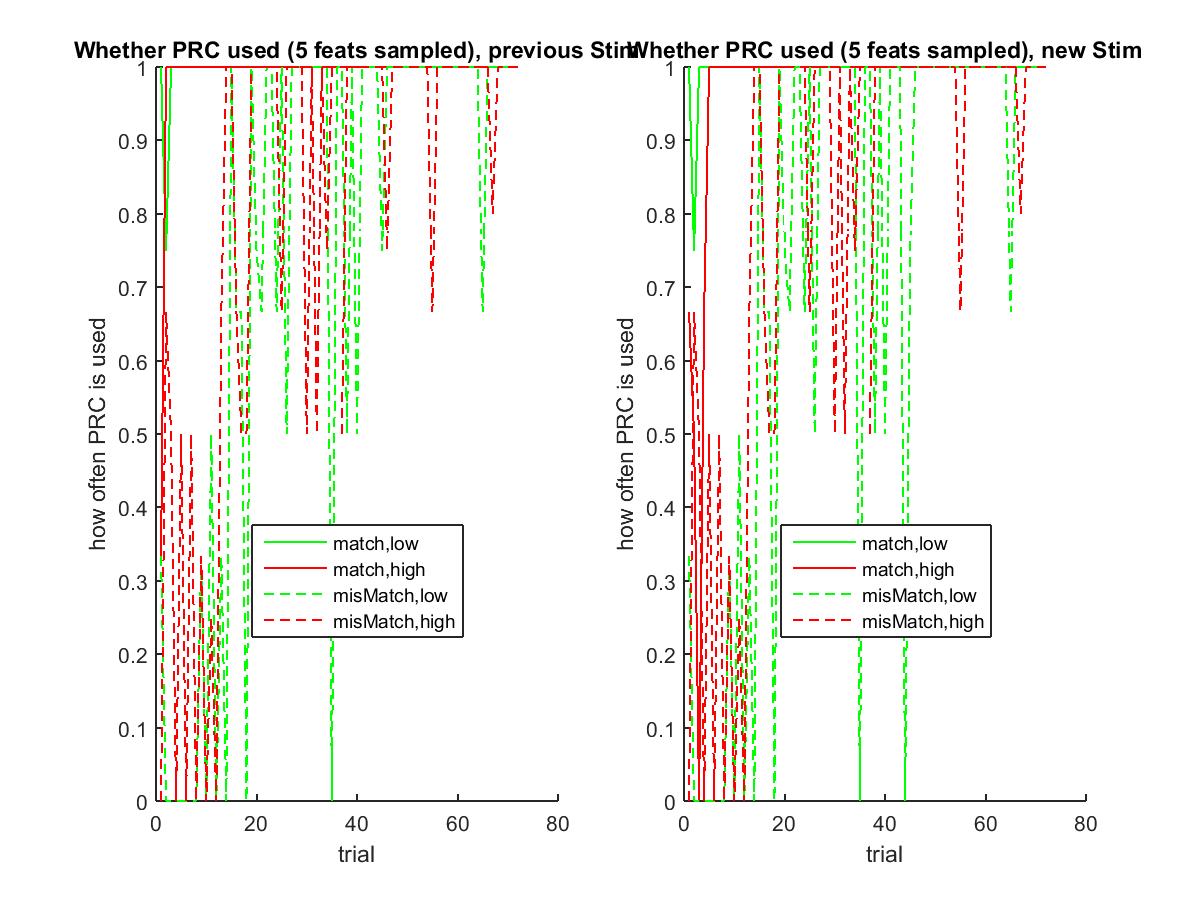 Whether PRC used (5 feats sampled), previous Stim
Whether PRC used (5 feats sampled), new Stim
how often PRC is used
1
0.9
0.8
0.7
0.6
0.5
0.4
0.3
0.2
0.1
0
0
20
40
60
80
trial
match,low
match,high
misMatch,low
misMatch,high
how often PRC is used
1
0.9
0.8
0.7
0.6
0.5
0.4
0.3
0.2
0.1
0
0
20
40
60
80
trial
match,low
match,high
misMatch,low
misMatch,high